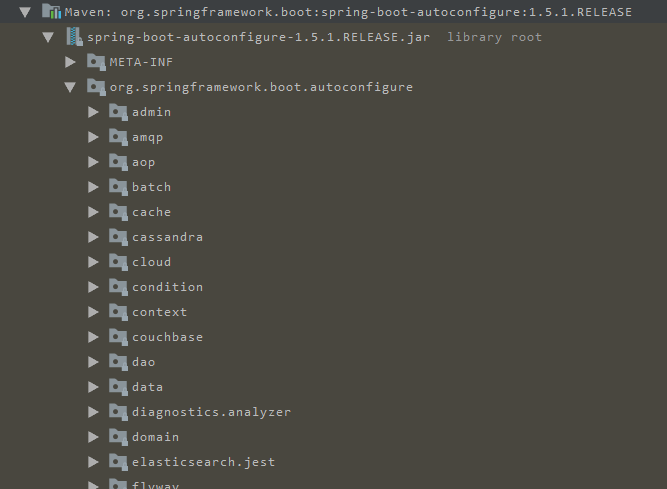 Maven: org.springframework.boot:spring-boot-autoconfigure:1.5.1.RELEASE
spring-boot-autoconfigure-1.5.1.RELEASE.jar library root
META-INF
org.springframework.boot.autoconfigure
admin
amqp
aop
batch
cache
cassandra
cloud
condition
context
couchbase
dao
data
diagnostics.analyzer
domain
elasticsearch.jest
flyway